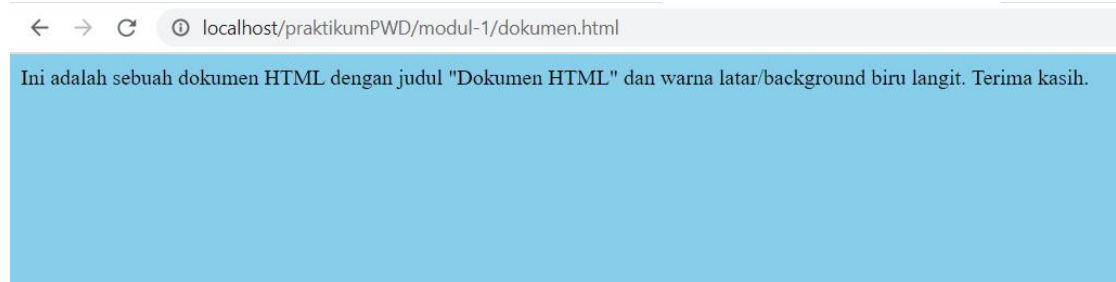 localhost/praktikumPWD/modul-1/dokumen.html
Ini adalah sebuah dokumen HTML dengan judul "Dokumen HTML" dan warna latar/background biru langit. Terima kasih.